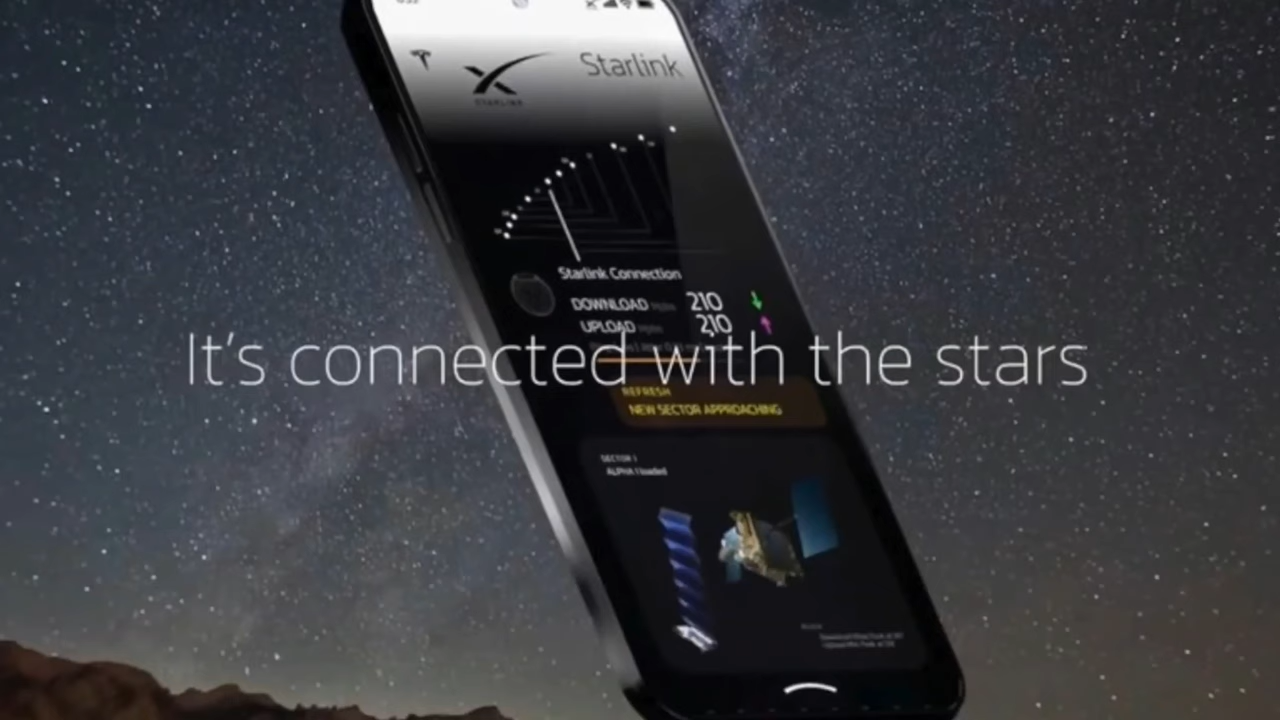 STARLINK
Starlink
Starlink Connection
DOWNLOAD 210
UPLOAD 210
It's connected with the stars
REFRESH
NEW SECTOR APPROACHING
SECTOR 1
ALPHA 1 loaded